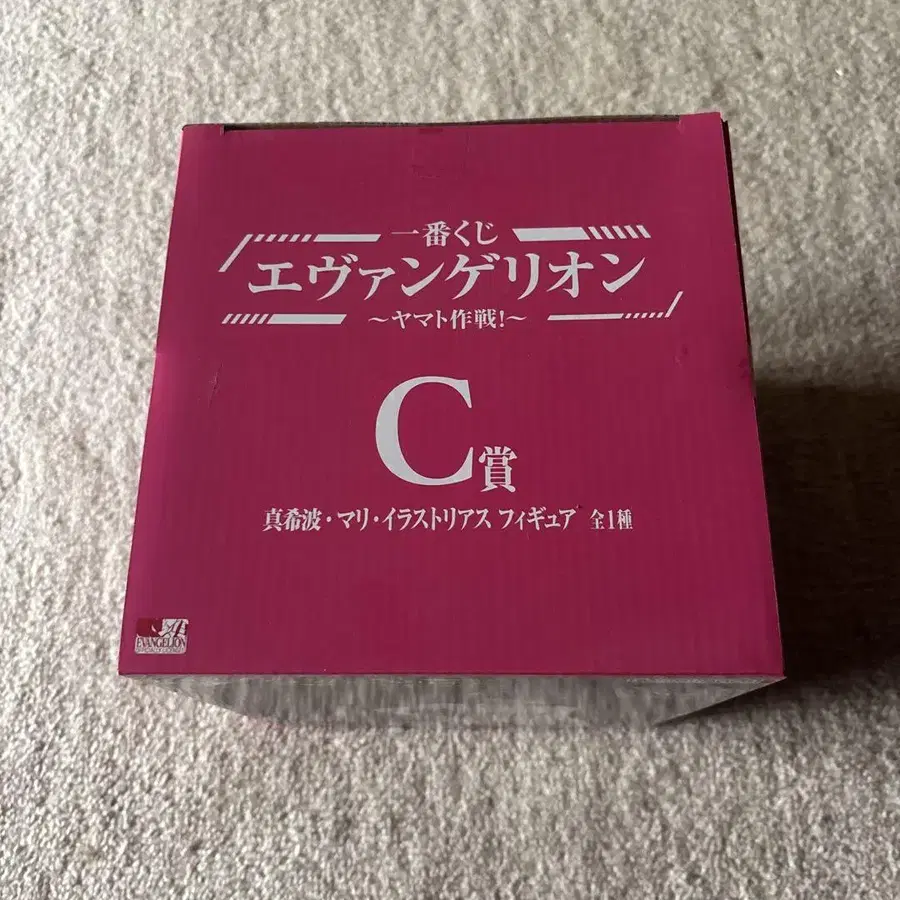 一番くじ
エヴァンゲリオン
～ヤマト作戦!～
C賞
真希波・マリ・イラストリアス フィギュア 全1種
EVANGELION